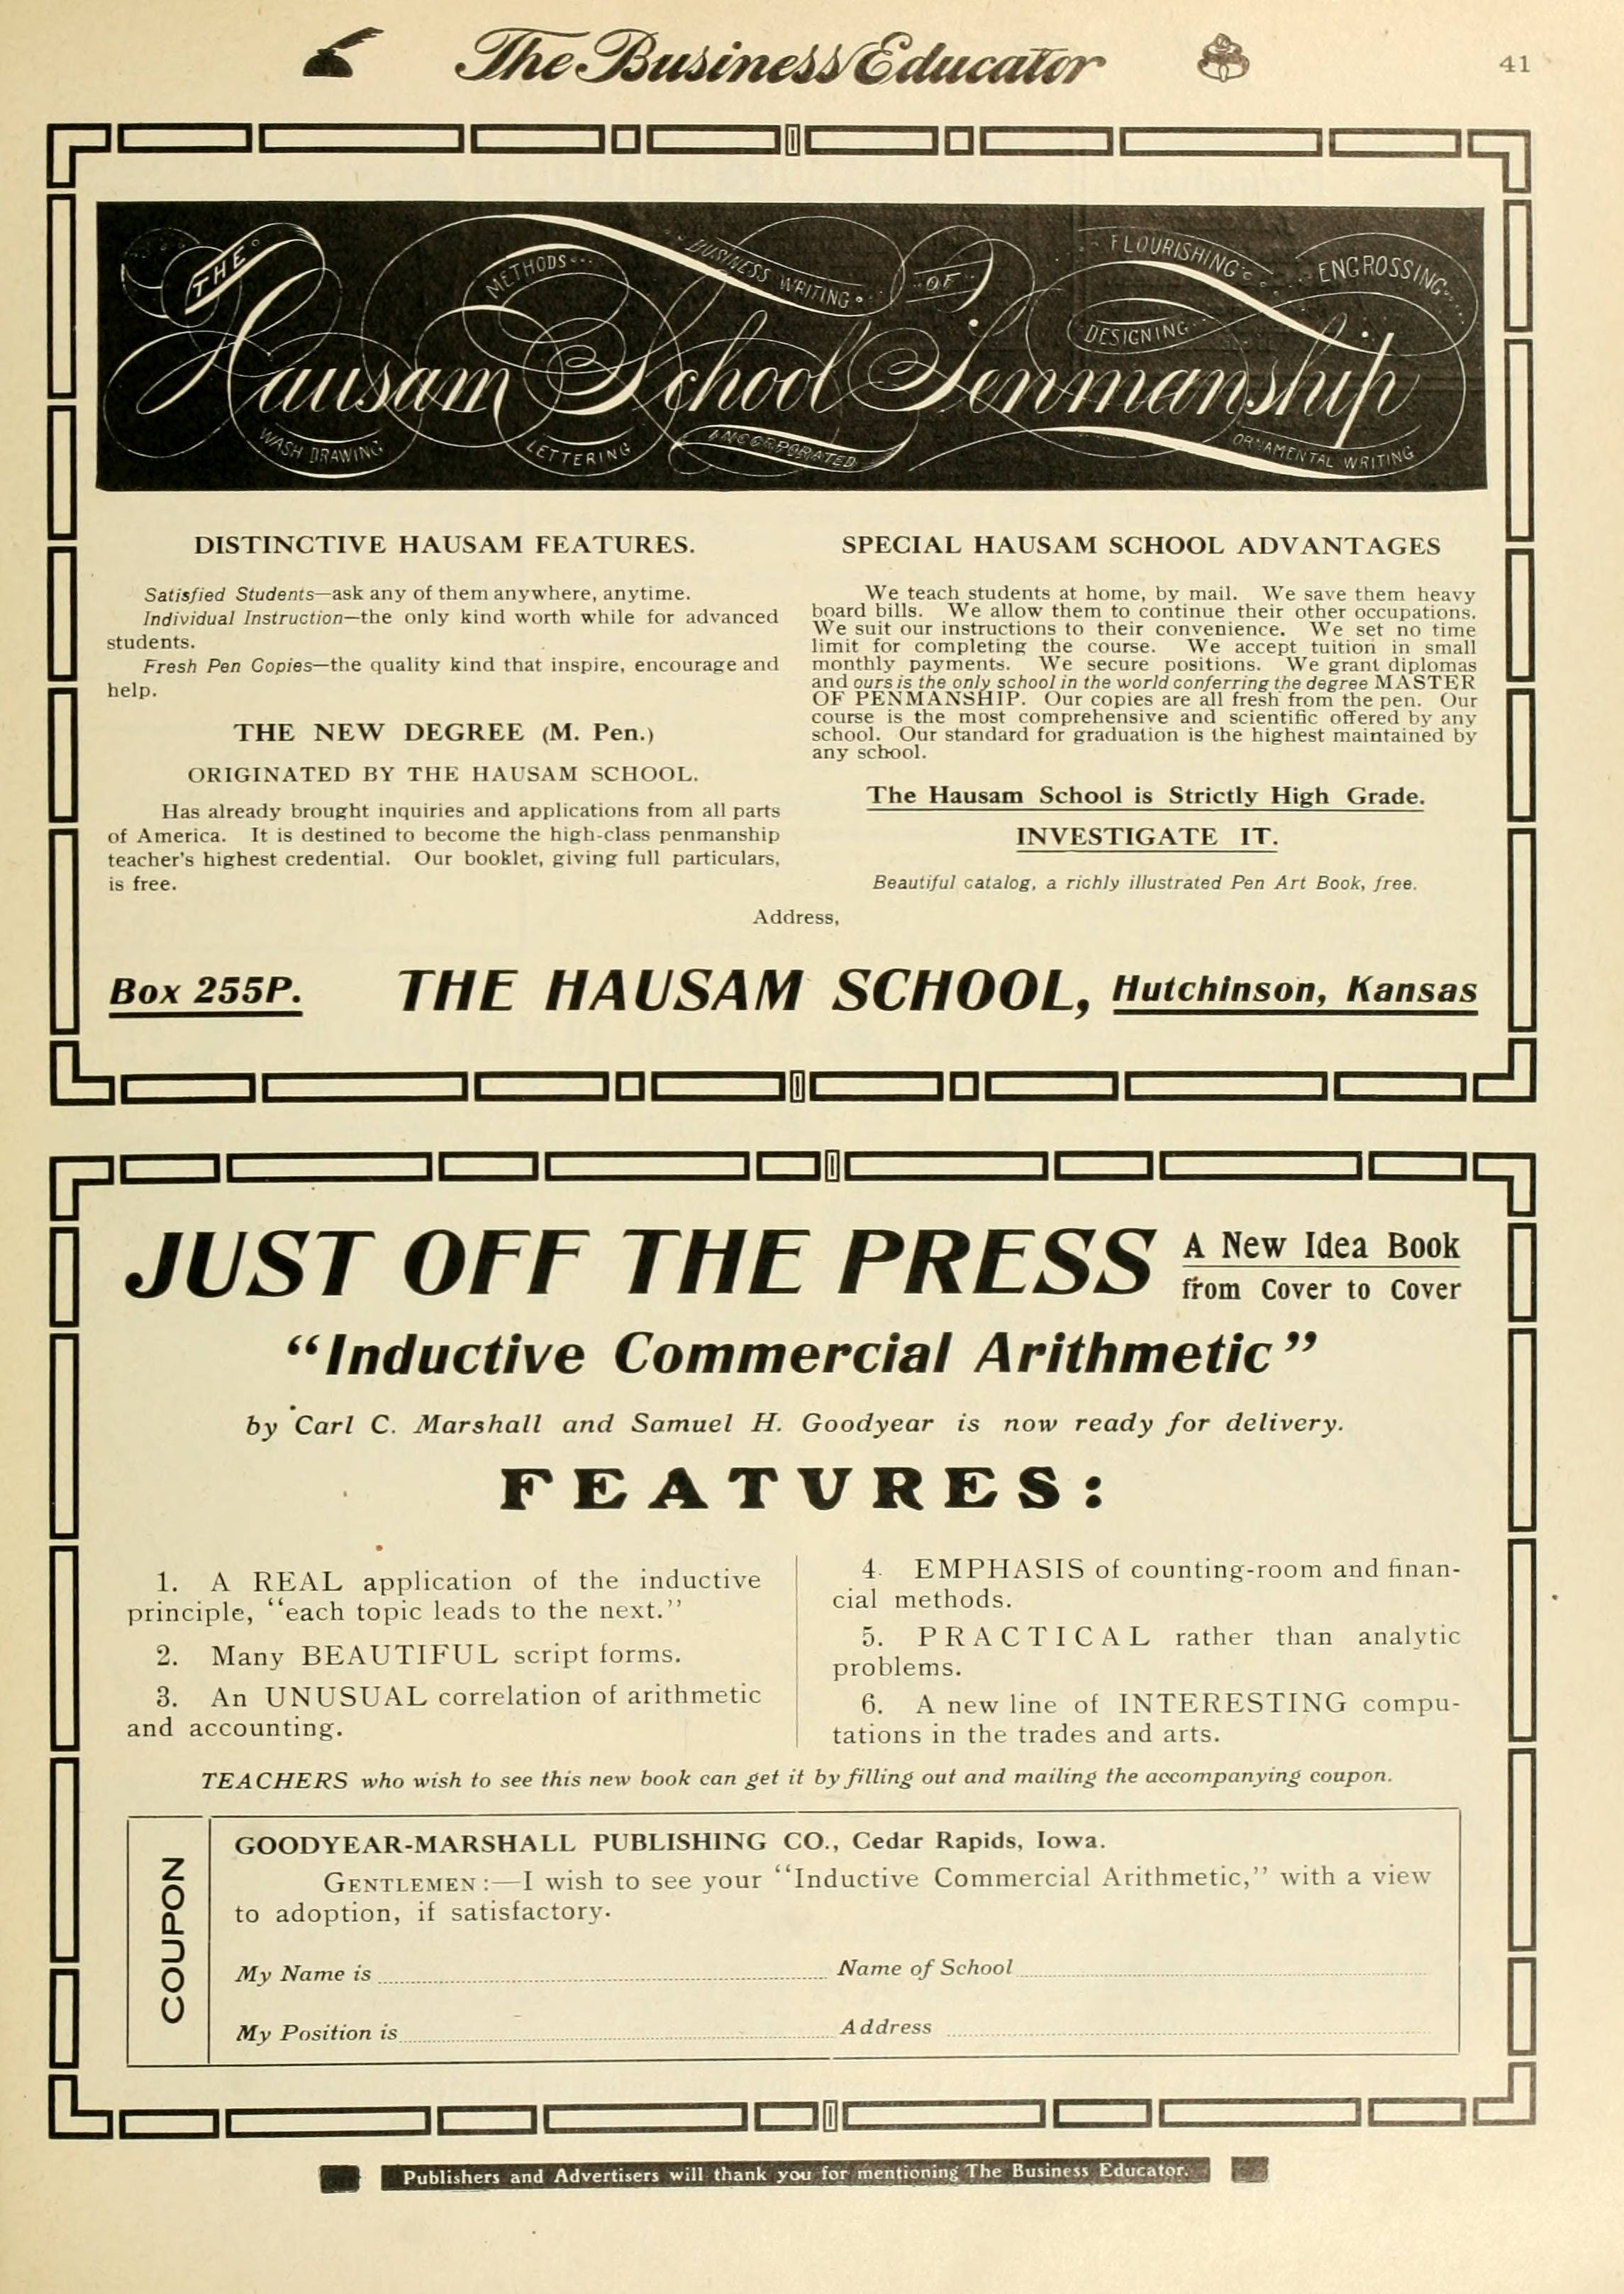 The Business Educator
41
THE
METHODS
BUSINESS WRITING
OF
FLOURISHING
ENGROSSING
DESIGNING
Hausam School Penmanship
WASH DRAWING
LETTERING
INCORPORATED
ORNAMENTAL WRITING
DISTINCTIVE HAUSAM FEATURES.
Satisfied Students—ask any of them anywhere, anytime.
Individual Instruction—the only kind worth while for advanced
students.
Fresh Pen Copies—the quality kind that inspire, encourage and
help.
THE NEW DEGREE (M. Pen.)
ORIGINATED BY THE HAUSAM SCHOOL.
Has already brought inquiries and applications from all parts
of America. It is destined to become the high-class penmanship
teacher's highest credential. Our booklet, giving full particulars,
is free.
SPECIAL HAUSAM SCHOOL ADVANTAGES
We teach students at home, by mail. We save them heavy
board bills. We allow them to continue their other occupations.
We suit our instructions to their convenience. We set no time
limit for completing the course. We accept tuition in small
monthly payments. We secure positions. We grant diplomas
and ours is the only school in the world conferring the degree MASTER
OF PENMANSHIP. Our copies are all fresh from the pen. Our
course is the most comprehensive and scientific offered by any
school. Our standard for graduation is the highest maintained by
any school.
The Hausam School is Strictly High Grade.
INVESTIGATE IT.
Beautiful catalog, a richly illustrated Pen Art Book, free.
Address,
Box 255P. THE HAUSAM SCHOOL, Hutchinson, Kansas
JUST OFF THE PRESS
A New Idea Book
from Cover to Cover
“Inductive Commercial Arithmetic”
by Carl C. Marshall and Samuel H. Goodyear is now ready for delivery.
FEATURES:
1. A REAL application of the inductive
principle, “each topic leads to the next.”
2. Many BEAUTIFUL script forms.
3. An UNUSUAL correlation of arithmetic
and accounting.
4. EMPHASIS of counting-room and finan-
cial methods.
5. PRACTICAL rather than analytic
problems.
6. A new line of INTERESTING compu-
tations in the trades and arts.
TEACHERS who wish to see this new book can get it by filling out and mailing the accompanying coupon.
COUPON
GOODYEAR-MARSHALL PUBLISHING CO., Cedar Rapids, Iowa.
GENTLEMEN:—I wish to see your “Inductive Commercial Arithmetic,” with a view
to adoption, if satisfactory.
My Name is Name of School
My Position is Address
Publishers and Advertisers will thank you for mentioning The Business Educator.